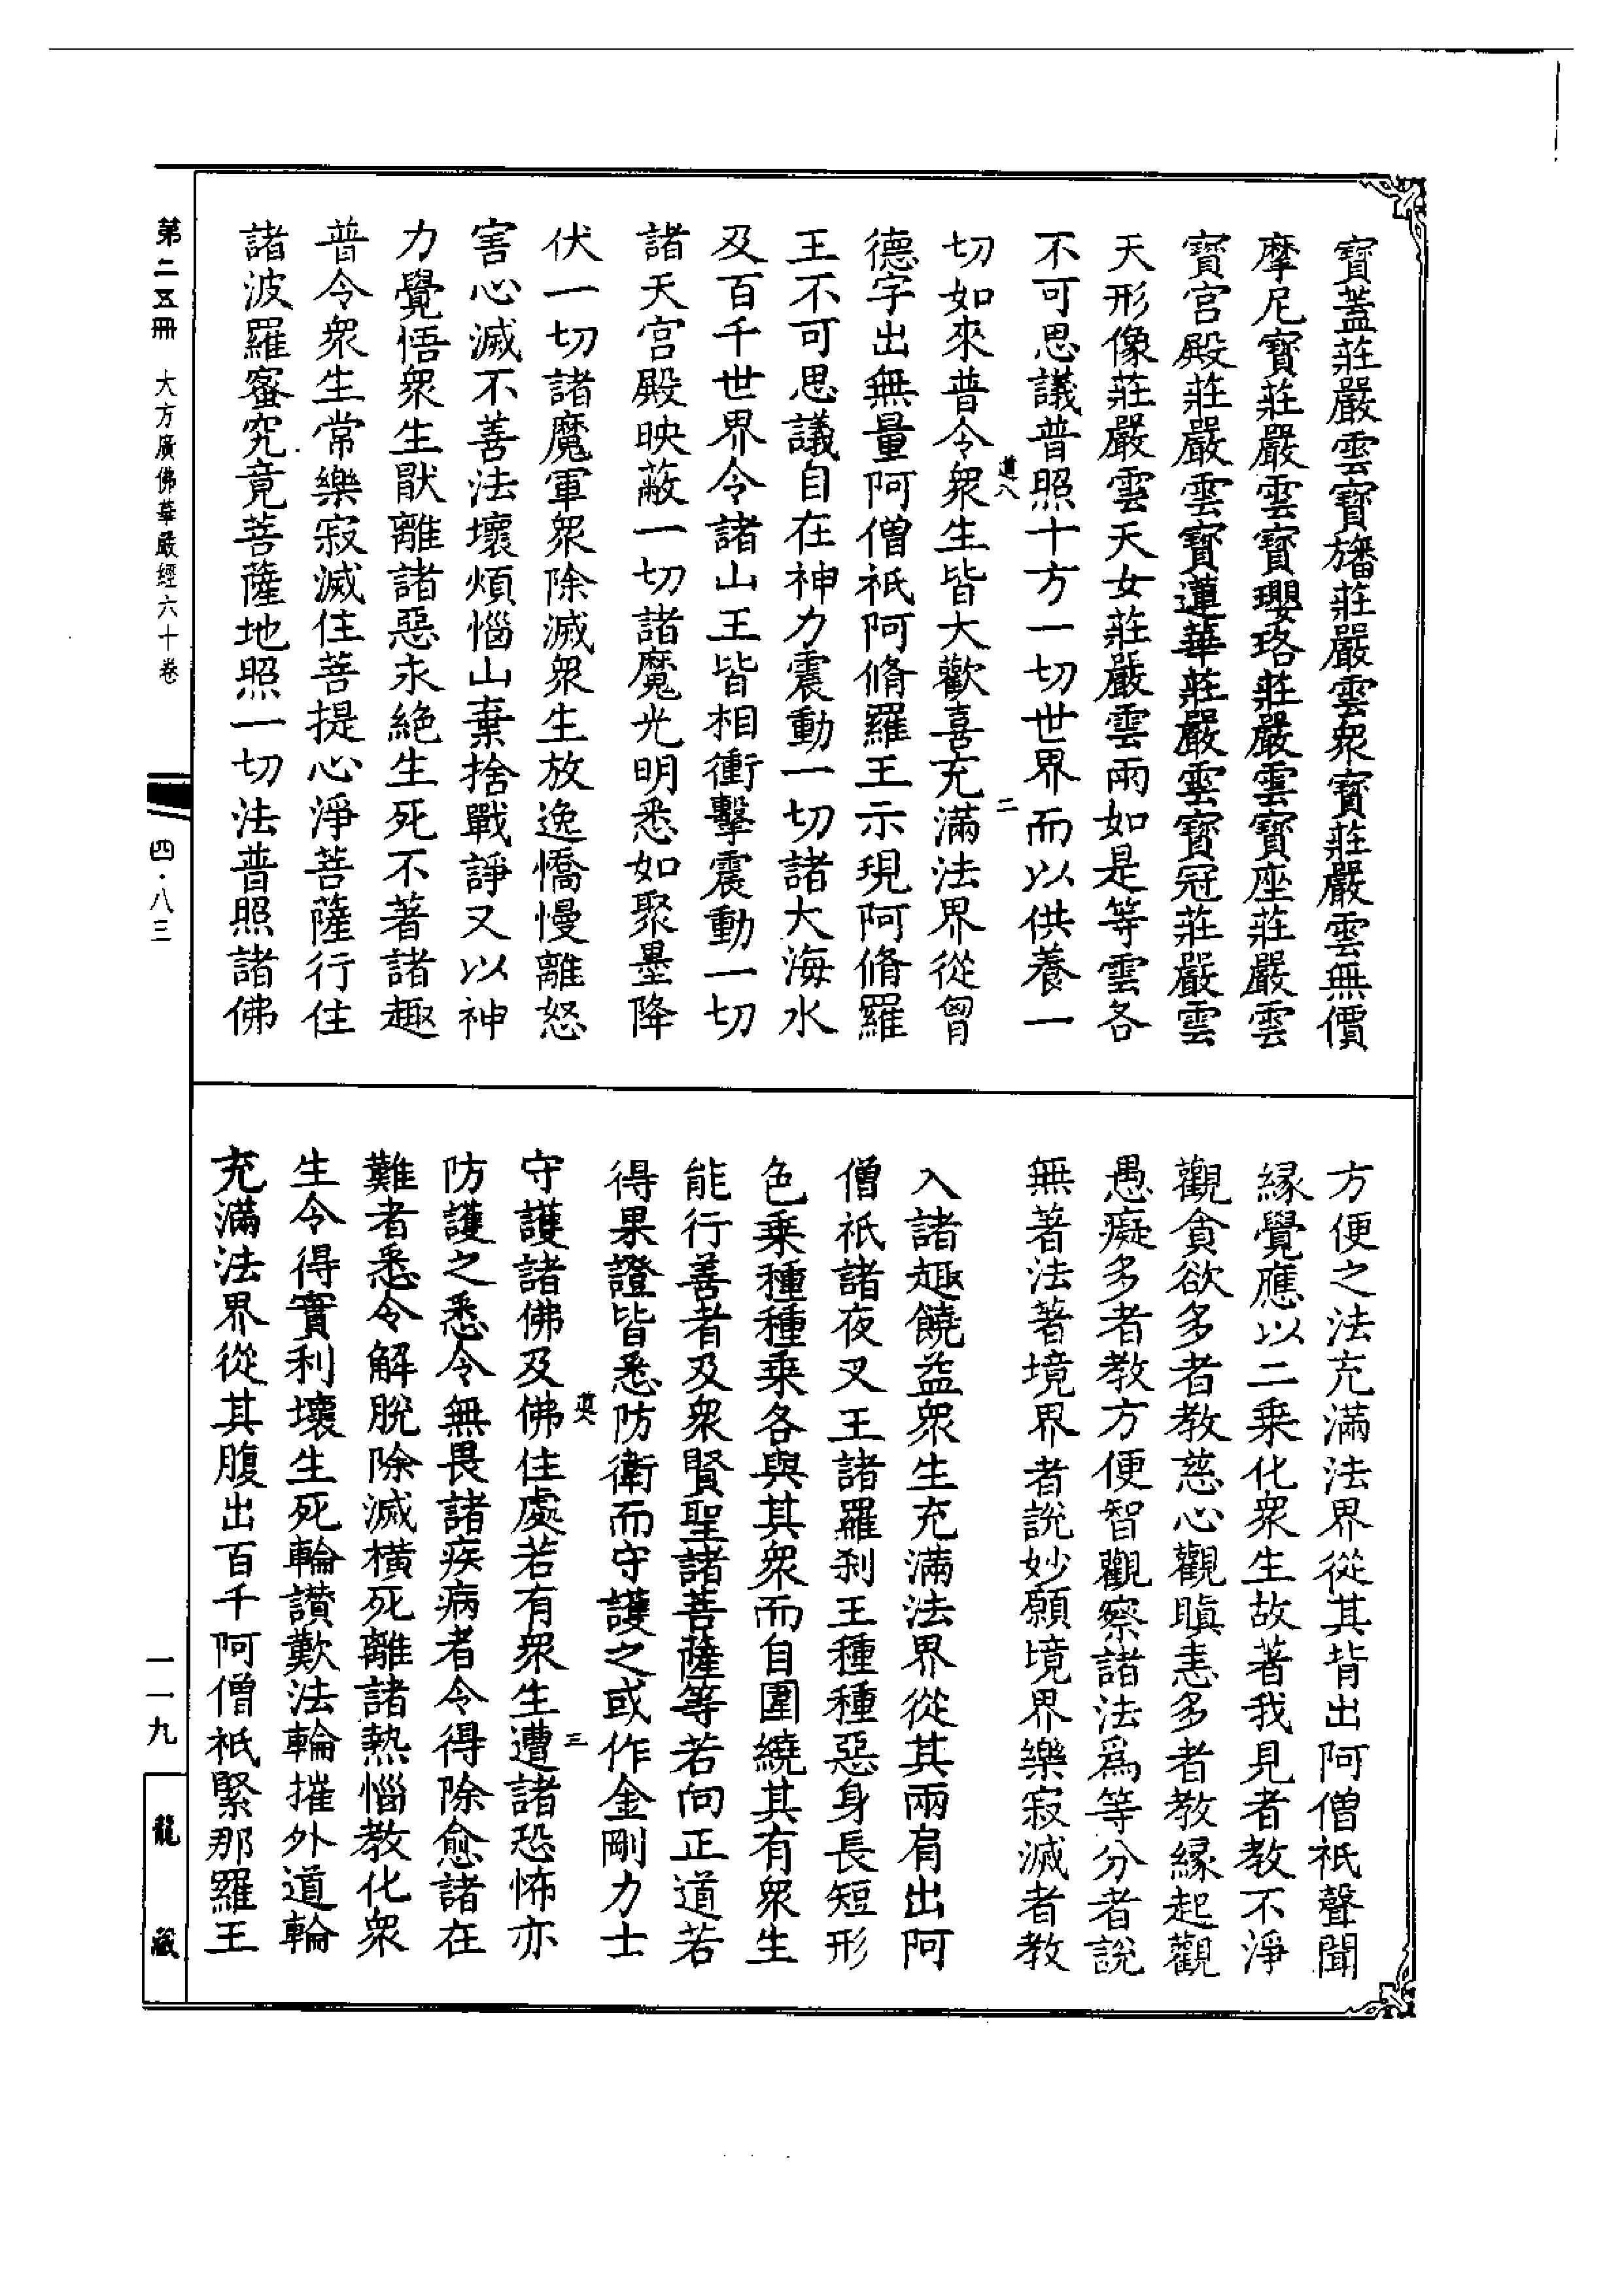 寶蓋莊嚴雲寶旛莊嚴雲衆寶莊嚴雲無價
摩尼寶莊嚴雲寶瓔珞莊嚴雲寶座莊嚴雲
寶宮殿莊嚴雲寶蓮華莊嚴雲寶冠莊嚴雲
天形像莊嚴雲天女莊嚴雲雨如是等雲各
不可思議普照十方一切世界而以供養一
道八 二
切如來普令衆生皆大歡喜充滿法界從胷
德字出無量阿僧祇阿脩羅王示現阿脩羅
王不可思議自在神力震動一切諸大海水
及百千世界令諸山王皆相衝擊震動一切
諸天宮殿映蔽一切諸魔光明悉如聚墨降
伏一切諸魔軍衆除滅衆生放逸憍慢離怒
害心滅不善法壞煩惱山棄捨戰諍又以神
力覺悟衆生猒離諸惡永絕生死不著諸趣
普令衆生常樂寂滅住菩提心淨菩薩行住
諸波羅蜜究竟菩薩地照一切法普照諸佛
方便之法充滿法界從其背出阿僧祇聲聞
縁覺應以二乗化衆生故著我見者教不淨
觀貪欲多者教慈心觀瞋恚多者教縁起觀
愚癡多者教方便智觀察諸法爲等分者說
無著法著境界者說妙願境界樂寂滅者教
入諸趣饒益衆生充滿法界從其兩肩出阿
僧祇諸夜叉王諸羅剎王種種惡身長短形
色乗種種乗各與其衆而自圍繞其有衆生
能行善者及衆賢聖諸菩薩等若向正道若
得果證皆悉防衛而守護之或作金剛力士
三
守護諸佛及佛住處若有衆生遭諸恐怖亦
防護之悉令無畏諸疾病者令得除愈諸在
難者悉令解脫除滅橫死離諸熱惱教化衆
生令得實利壞生死輪讃歎法輪摧外道輪
充滿法界從其腹出百千阿僧祇緊那羅王
第二五冊 大方廣佛華嚴經六十卷 四·八三 一一九 龍藏